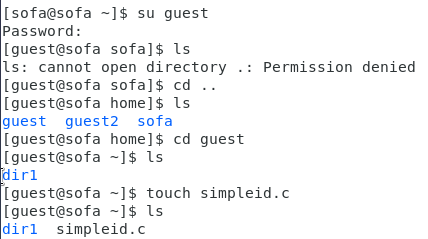 [sofa@sofa ~]$ su guest
Password:
[guest@sofa sofa]$ ls
ls: cannot open directory .: Permission denied
[guest@sofa sofa]$ cd ..
[guest@sofa home]$ ls
guest  guest2  sofa
[guest@sofa home]$ cd guest
[guest@sofa ~]$ ls
dir1
[guest@sofa ~]$ touch simpleid.c
[guest@sofa ~]$ ls
dir1  simpleid.c